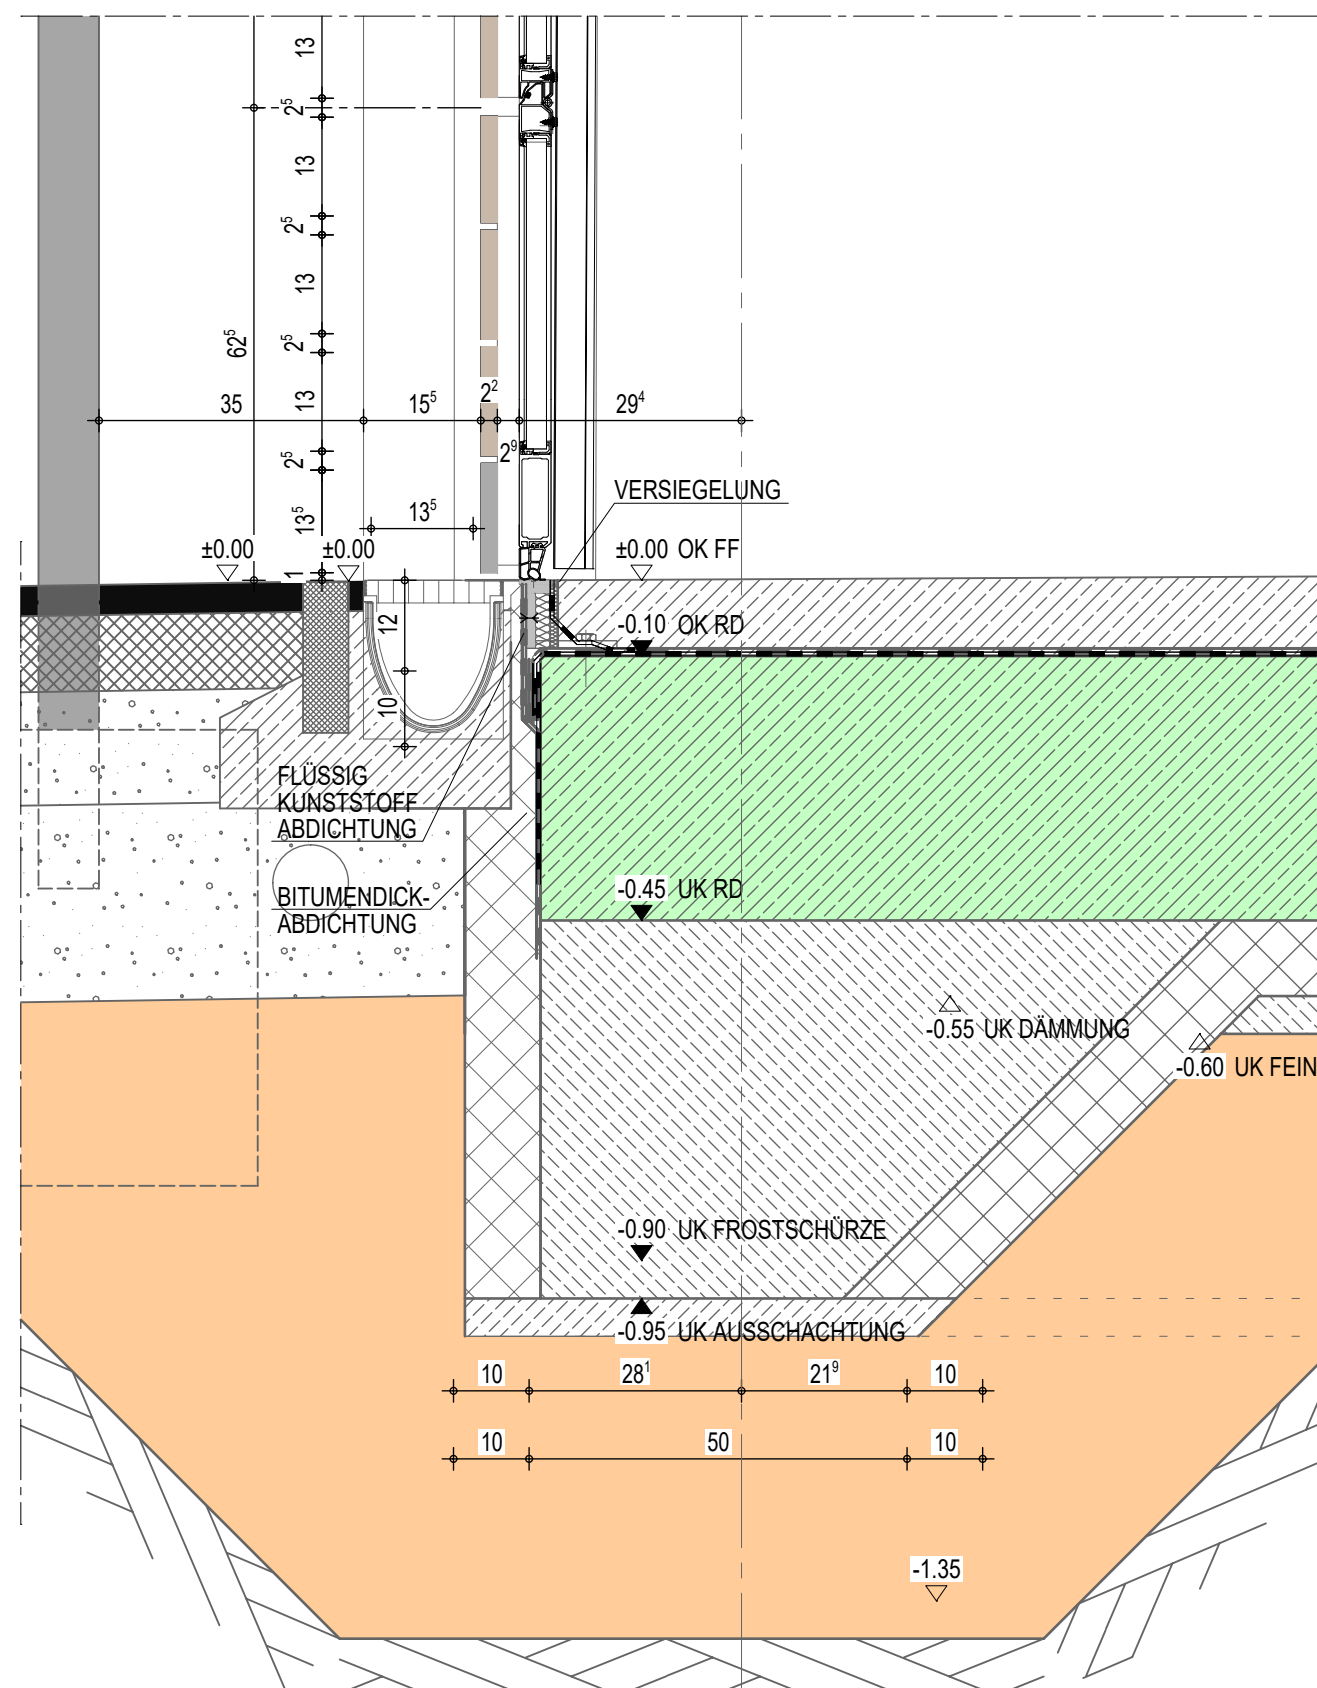 13
2⁵
13
2⁵
13
2⁵
62⁵
13
2⁵
13⁵
1
35
15⁵
2²
2⁹
29⁴
13⁵
VERSIEGELUNG
±0.00
±0.00
±0.00 OK FF
12
-0.10 OK RD
10
FLÜSSIG
KUNSTSTOFF
ABDICHTUNG
BITUMENDICK-
ABDICHTUNG
-0.45 UK RD
-0.55 UK DÄMMUNG
-0.60 UK FEIN
-0.90 UK FROSTSCHÜRZE
-0.95 UK AUSSCHACHTUNG
10 28¹ 21⁹ 10
10 50 10
-1.35